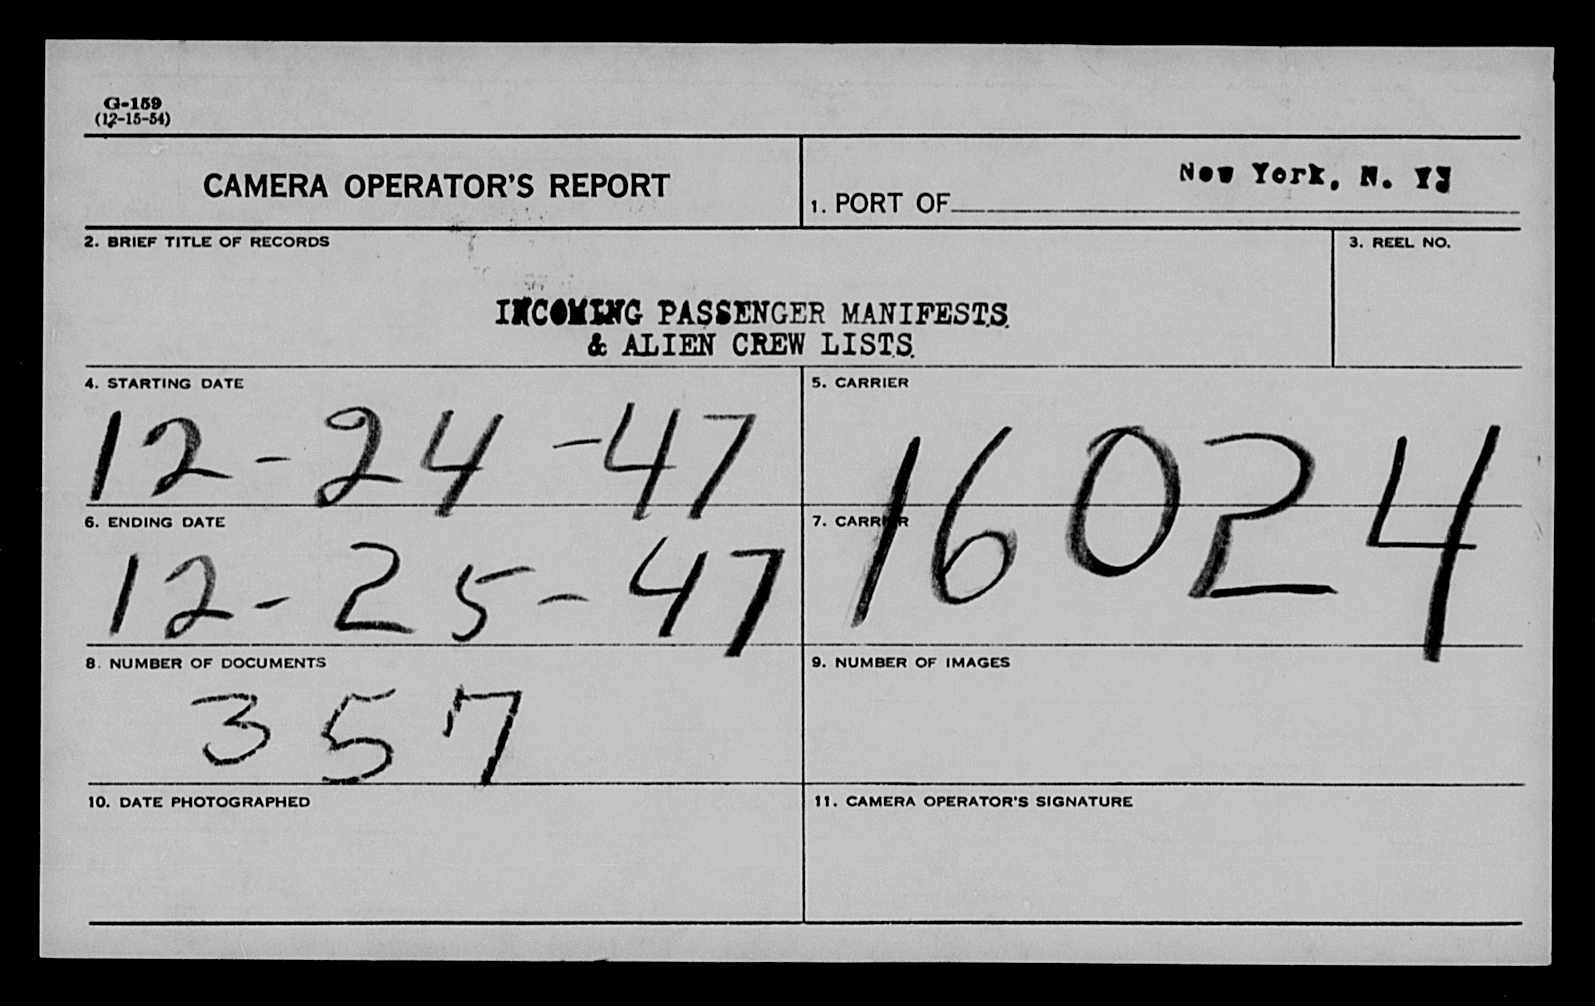 G-159
(12-15-54)
CAMERA OPERATOR'S REPORT
1. PORT OF New York, N. Y.
2. BRIEF TITLE OF RECORDS
3. REEL NO.
INCOMING PASSENGER MANIFESTS
& ALIEN CREW LISTS
4. STARTING DATE
12-24-47
5. CARRIER
16024
6. ENDING DATE
12-25-47
7. CARRIER
8. NUMBER OF DOCUMENTS
357
9. NUMBER OF IMAGES
10. DATE PHOTOGRAPHED
11. CAMERA OPERATOR'S SIGNATURE